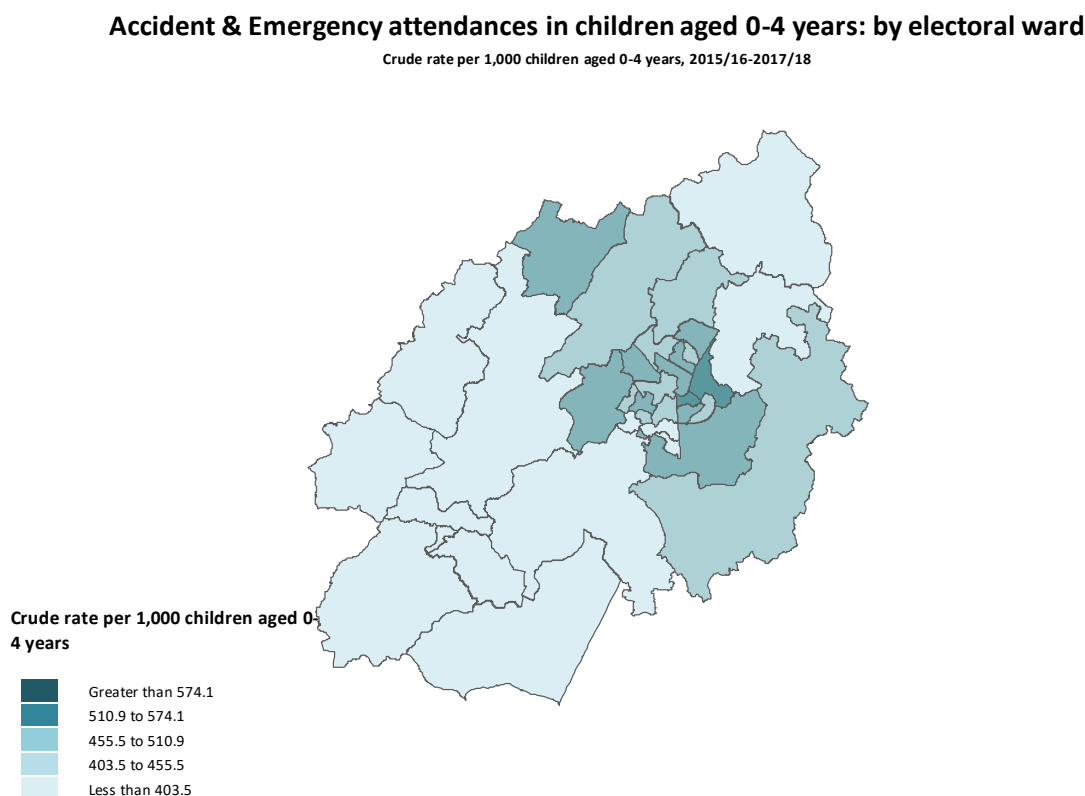 Accident & Emergency attendances in children aged 0-4 years: by electoral ward
Crude rate per 1,000 children aged 0-4 years, 2015/16-2017/18
Crude rate per 1,000 children aged 0-
4 years
Greater than 574.1
510.9 to 574.1
455.5 to 510.9
403.5 to 455.5
Less than 403.5